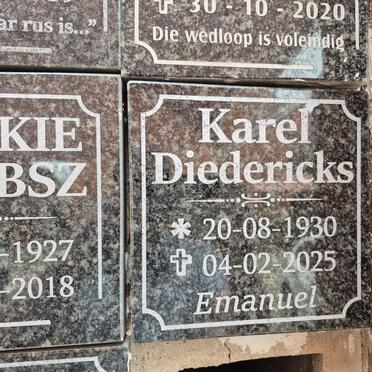 ar rus is...”
30 - 10 - 2020
Die wedloop is voleindig
KIE
BSZ
-1927
-2018
Karel
Diedericks
20-08-1930
04-02-2025
Emanuel